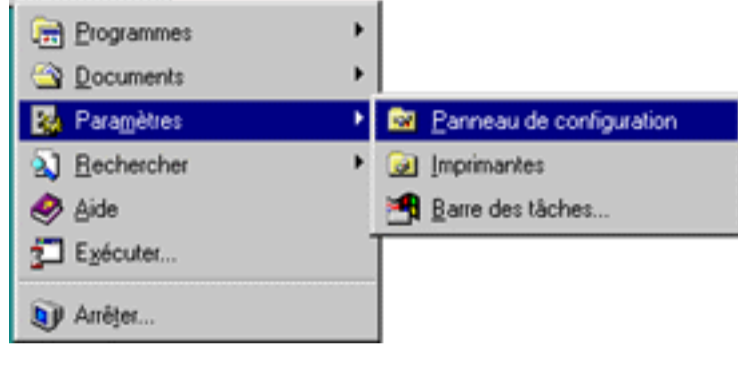 Programmes
Documents
Paramètres
Panneau de configuration
Rechercher
Imprimantes
Aide
Barre des tâches...
Exécuter...
Arrêter...